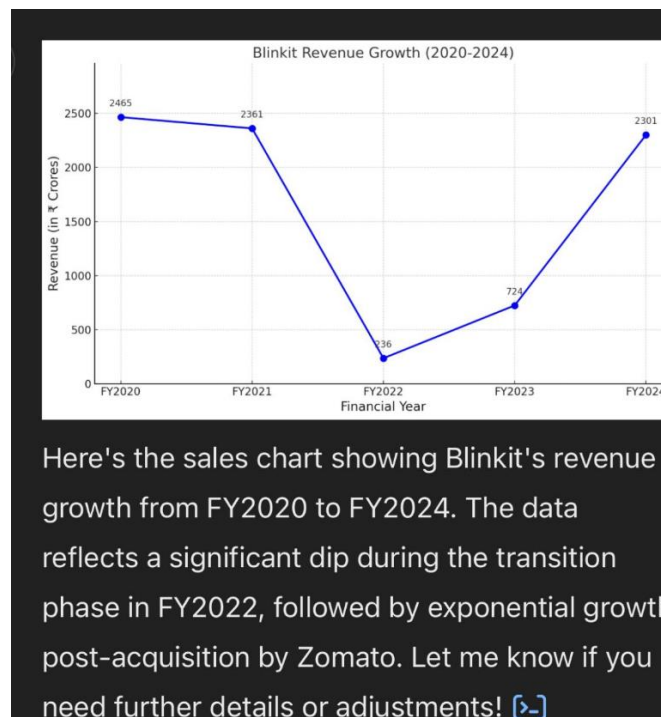 Blinkit Revenue Growth (2020-2024)
2465
2361
2301
2500
2000
1500
1000
724
500
236
0
Revenue (in ₹ Crores)
FY2020 FY2021 FY2022 FY2023 FY2024
Financial Year
Here's the sales chart showing Blinkit's revenue
growth from FY2020 to FY2024. The data
reflects a significant dip during the transition
phase in FY2022, followed by exponential growth
post-acquisition by Zomato. Let me know if you
need further details or adjustments! [>_]